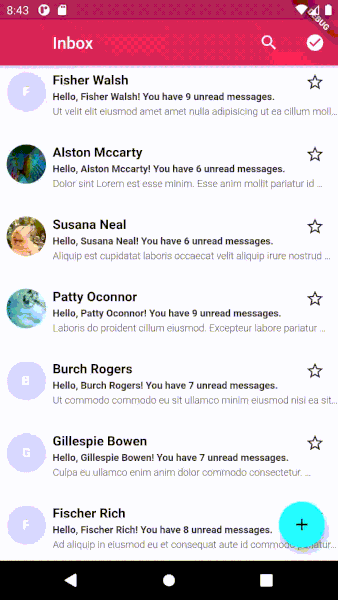 8:43
DEBUG
Inbox
Fisher Walsh
F
Hello, Fisher Walsh! You have 9 unread messages.
Ut velit elit eiusmod amet amet nulla adipisicing ut ea cillum moll...
Alston Mccarty
Hello, Alston Mccarty! You have 6 unread messages.
Dolor sint Lorem est esse minim. Esse anim mollit pariatur id ...
Susana Neal
Hello, Susana Neal! You have 6 unread messages.
Aliquip est cupidatat laboris occaecat velit aliquip irure nostrud ...
Patty Oconnor
Hello, Patty Oconnor! You have 9 unread messages.
Laboris do proident cillum eiusmod. Excepteur labore pariatur ...
Burch Rogers
B
Hello, Burch Rogers! You have 7 unread messages.
Ut commodo commodo eu sit ullamco minim eiusmod nisi ea sit...
Gillespie Bowen
G
Hello, Gillespie Bowen! You have 7 unread messages.
Culpa eu ullamco enim anim dolor commodo consectetur. ...
Fischer Rich
F
Hello, Fischer Rich! You have 8 unread messages.
Ad aliquip in eiusmod eu et consequat aute id commodo